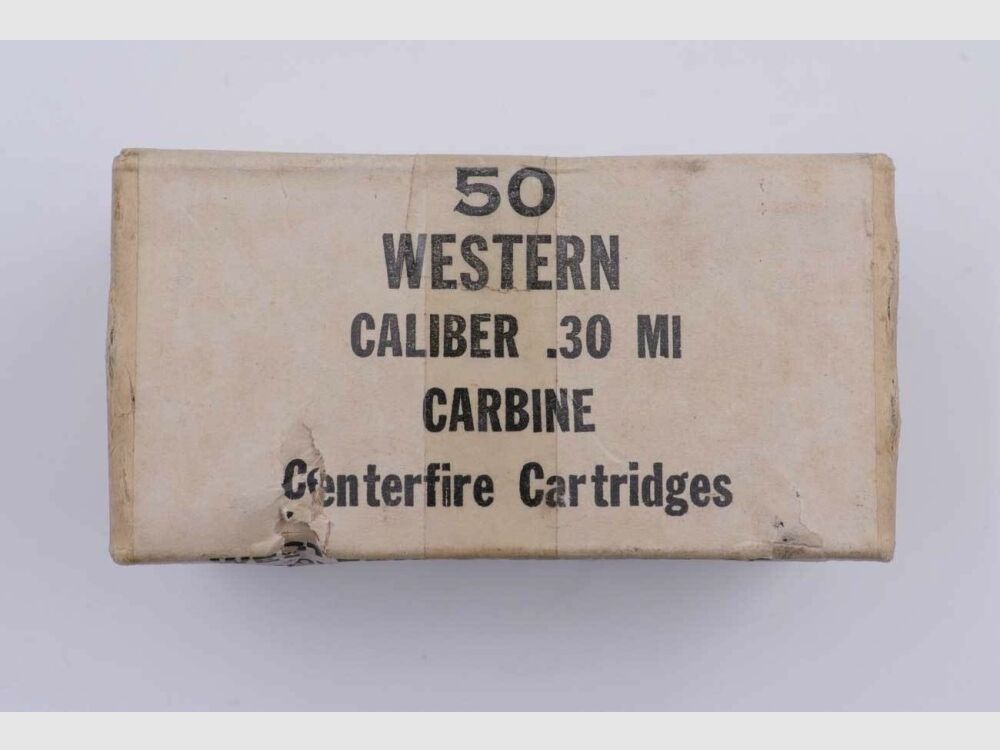 50
WESTERN
CALIBER .30 MI
CARBINE
Centerfire Cartridges